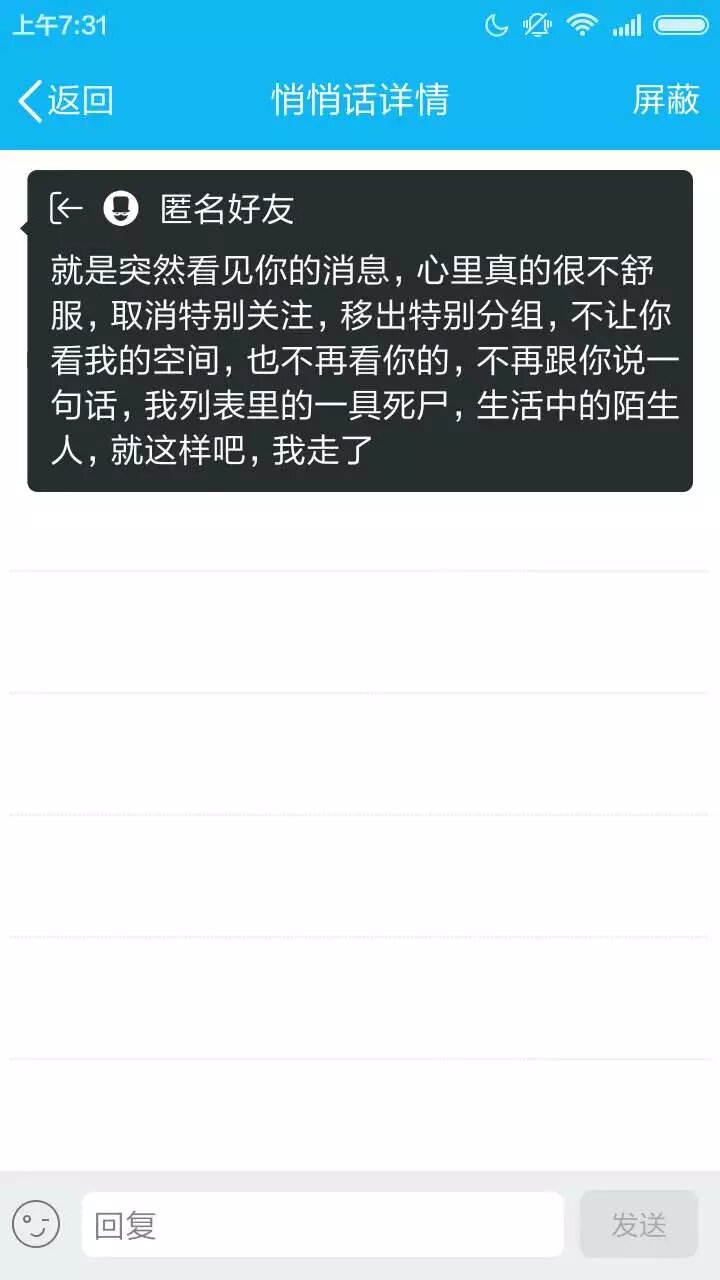 上午7:31
返回
悄悄话详情
屏蔽
匿名好友
就是突然看见你的消息，心里真的很不舒
服，取消特别关注，移出特别分组，不让你
看我的空间，也不再看你的，不再跟你说一
句话，我列表里的一具死尸，生活中的陌生
人，就这样吧，我走了
回复
发送